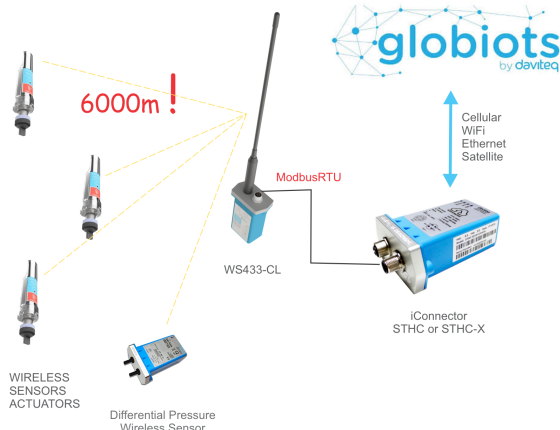 globiots
by daviteq
6000m!
Cellular
WiFi
Ethernet
Satellite
ModbusRTU
WS433-CL
iConnector
STHC or STHC-X
WIRELESS
SENSORS
ACTUATORS
Differential Pressure
Wireless Sensor